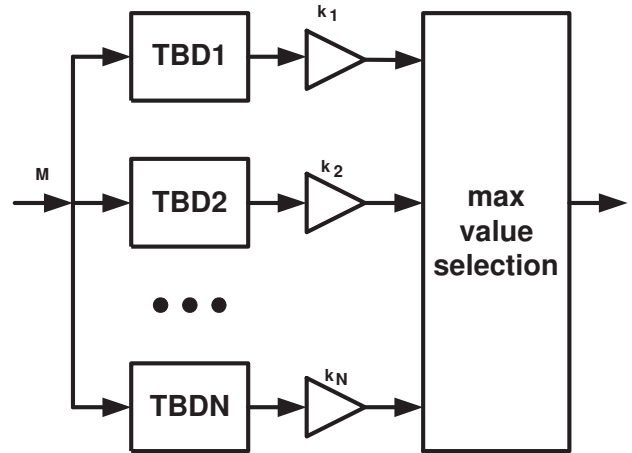 k1
TBD1
M
k2
TBD2
max
value
selection
kN
TBDN